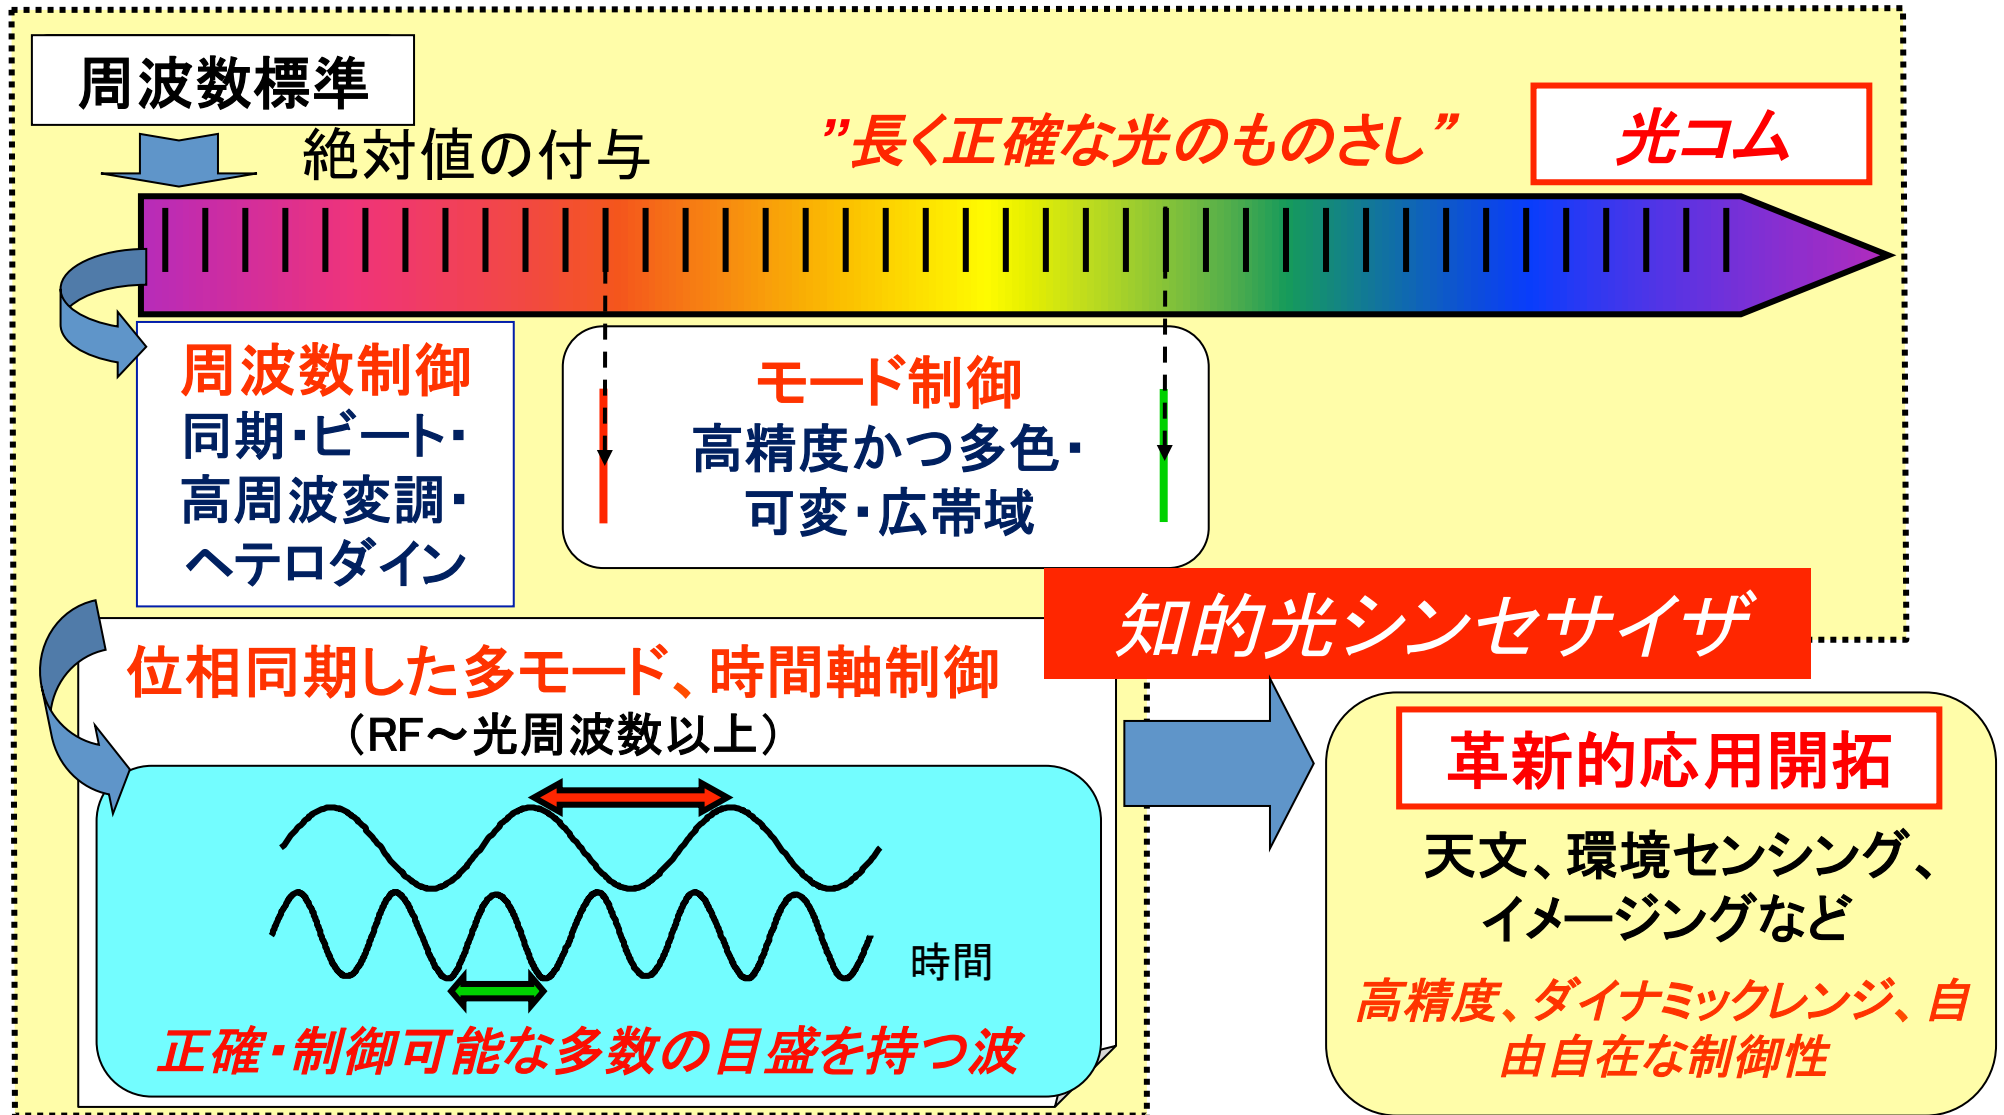 周波数標準
絶対値の付与
”長く正確な光のものさし”
光コム
周波数制御
同期・ビート・
高周波変調・
ヘテロダイン
モード制御
高精度かつ多色・
可変・広帯域
知的光シンセサイザ
位相同期した多モード、時間軸制御
（RF～光周波数以上）
時間
正確・制御可能な多数の目盛を持つ波
革新的応用開拓
天文、環境センシング、
イメージングなど
高精度、ダイナミックレンジ、自
由自在な制御性